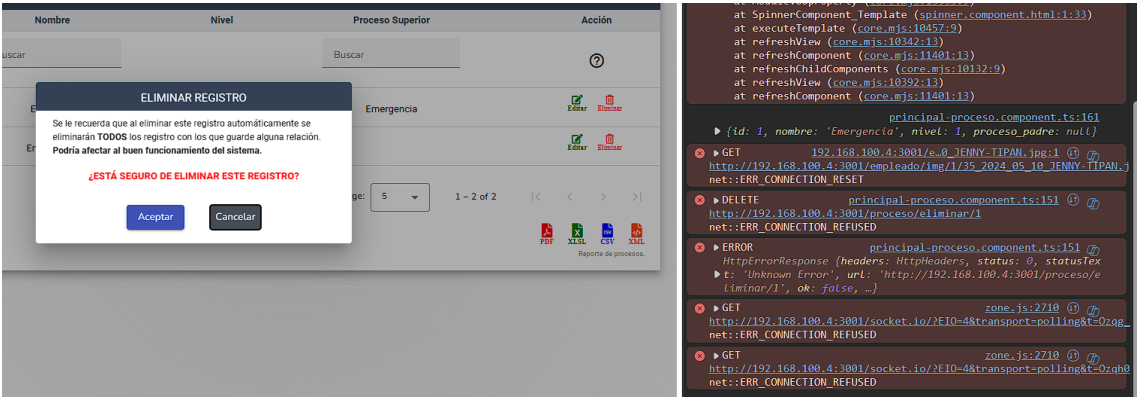 Nombre Nivel Proceso Superior Acción
Buscar
ELIMINAR REGISTRO
Se le recuerda que al eliminar este registro automáticamente se
eliminarán TODOS los registro con los que guarde alguna relación.
Podría afectar al buen funcionamiento del sistema.
¿ESTÁ SEGURO DE ELIMINAR ESTE REGISTRO?
Aceptar Cancelar
Emergencia Editar Eliminar
Editar Eliminar
5 1 – 2 of 2
PDF XLSL CSV XML
Reporte de procesos.
at SpinnerComponent_Template (spinner.component.html:1:33)
at executeTemplate (core.mjs:10457:9)
at refreshView (core.mjs:10342:13)
at refreshComponent (core.mjs:11401:13)
at refreshChildComponents (core.mjs:10132:9)
at refreshView (core.mjs:10392:13)
at refreshComponent (core.mjs:11401:13)
principal-proceso.component.ts:161
{id: 1, nombre: 'Emergencia', nivel: 1, proceso_padre: null}
GET 192.168.100.4:3001/e…0_JENNY-TIPAN.jpg:1
http://192.168.100.4:3001/empleado/img/1/35_2024_05_10_JENNY-TIPAN.j
net::ERR_CONNECTION_RESET
DELETE principal-proceso.component.ts:151
http://192.168.100.4:3001/proceso/eliminar/1
net::ERR_CONNECTION_REFUSED
ERROR principal-proceso.component.ts:151
HttpErrorResponse {headers: HttpHeaders, status: 0, statusTex
t: 'Unknown Error', url: 'http://192.168.100.4:3001/proceso/e
liminar/1', ok: false, …}
GET zone.js:2710
http://192.168.100.4:3001/socket.io/?EIO=4&transport=polling&t=Ozqg_
net::ERR_CONNECTION_REFUSED
GET zone.js:2710
http://192.168.100.4:3001/socket.io/?EIO=4&transport=polling&t=Ozqh0
net::ERR_CONNECTION_REFUSED